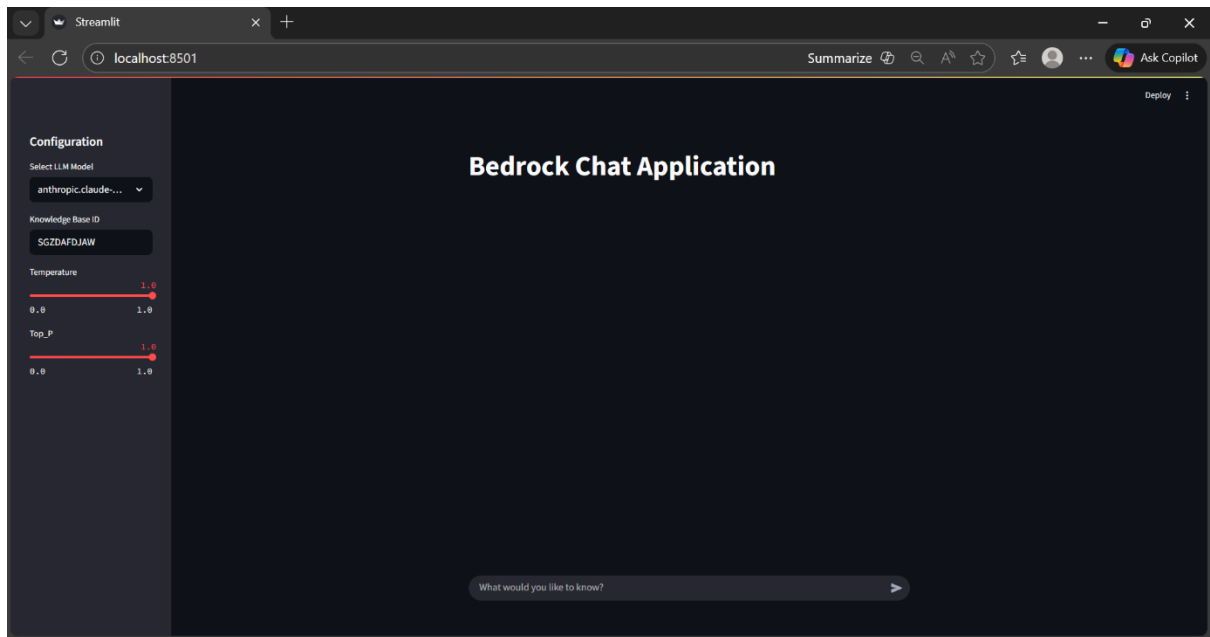 Streamlit
localhost:8501
Summarize
Ask Copilot
Deploy
Configuration
Select LLM Model
anthropic.claude-...
Knowledge Base ID
SGZDAFDJAW
Temperature
1.0
0.0 1.0
Top_P
1.0
0.0 1.0
Bedrock Chat Application
What would you like to know?